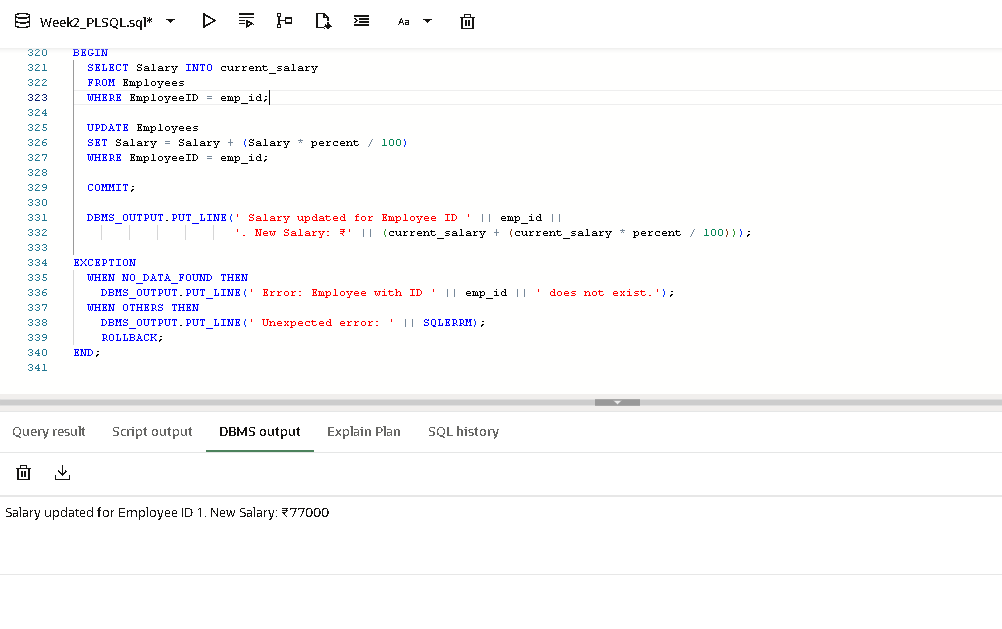 Week2_PLSQL.sql*
Aa
320 BEGIN
321 SELECT Salary INTO current_salary
322 FROM Employees
323 WHERE EmployeeID = emp_id;
324
325 UPDATE Employees
326 SET Salary = Salary + (Salary * percent / 100)
327 WHERE EmployeeID = emp_id;
328
329 COMMIT;
330
331 DBMS_OUTPUT.PUT_LINE(' Salary updated for Employee ID ' || emp_id ||
332 '. New Salary: ₹' || (current_salary + (current_salary * percent / 100)));
333
334 EXCEPTION
335 WHEN NO_DATA_FOUND THEN
336 DBMS_OUTPUT.PUT_LINE(' Error: Employee with ID ' || emp_id || ' does not exist.');
337 WHEN OTHERS THEN
338 DBMS_OUTPUT.PUT_LINE(' Unexpected error: ' || SQLERRM);
339 ROLLBACK;
340 END;
341
Query result Script output DBMS output Explain Plan SQL history
Salary updated for Employee ID 1. New Salary: ₹77000